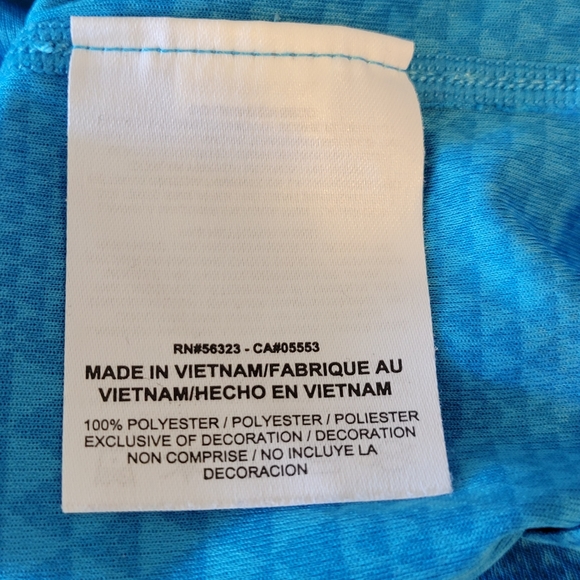 RN#56323 - CA#05553
MADE IN VIETNAM/FABRIQUE AU
VIETNAM/HECHO EN VIETNAM
100% POLYESTER / POLYESTER / POLIESTER
EXCLUSIVE OF DECORATION / DECORATION
NON COMPRISE / NO INCLUYE LA
DECORACION